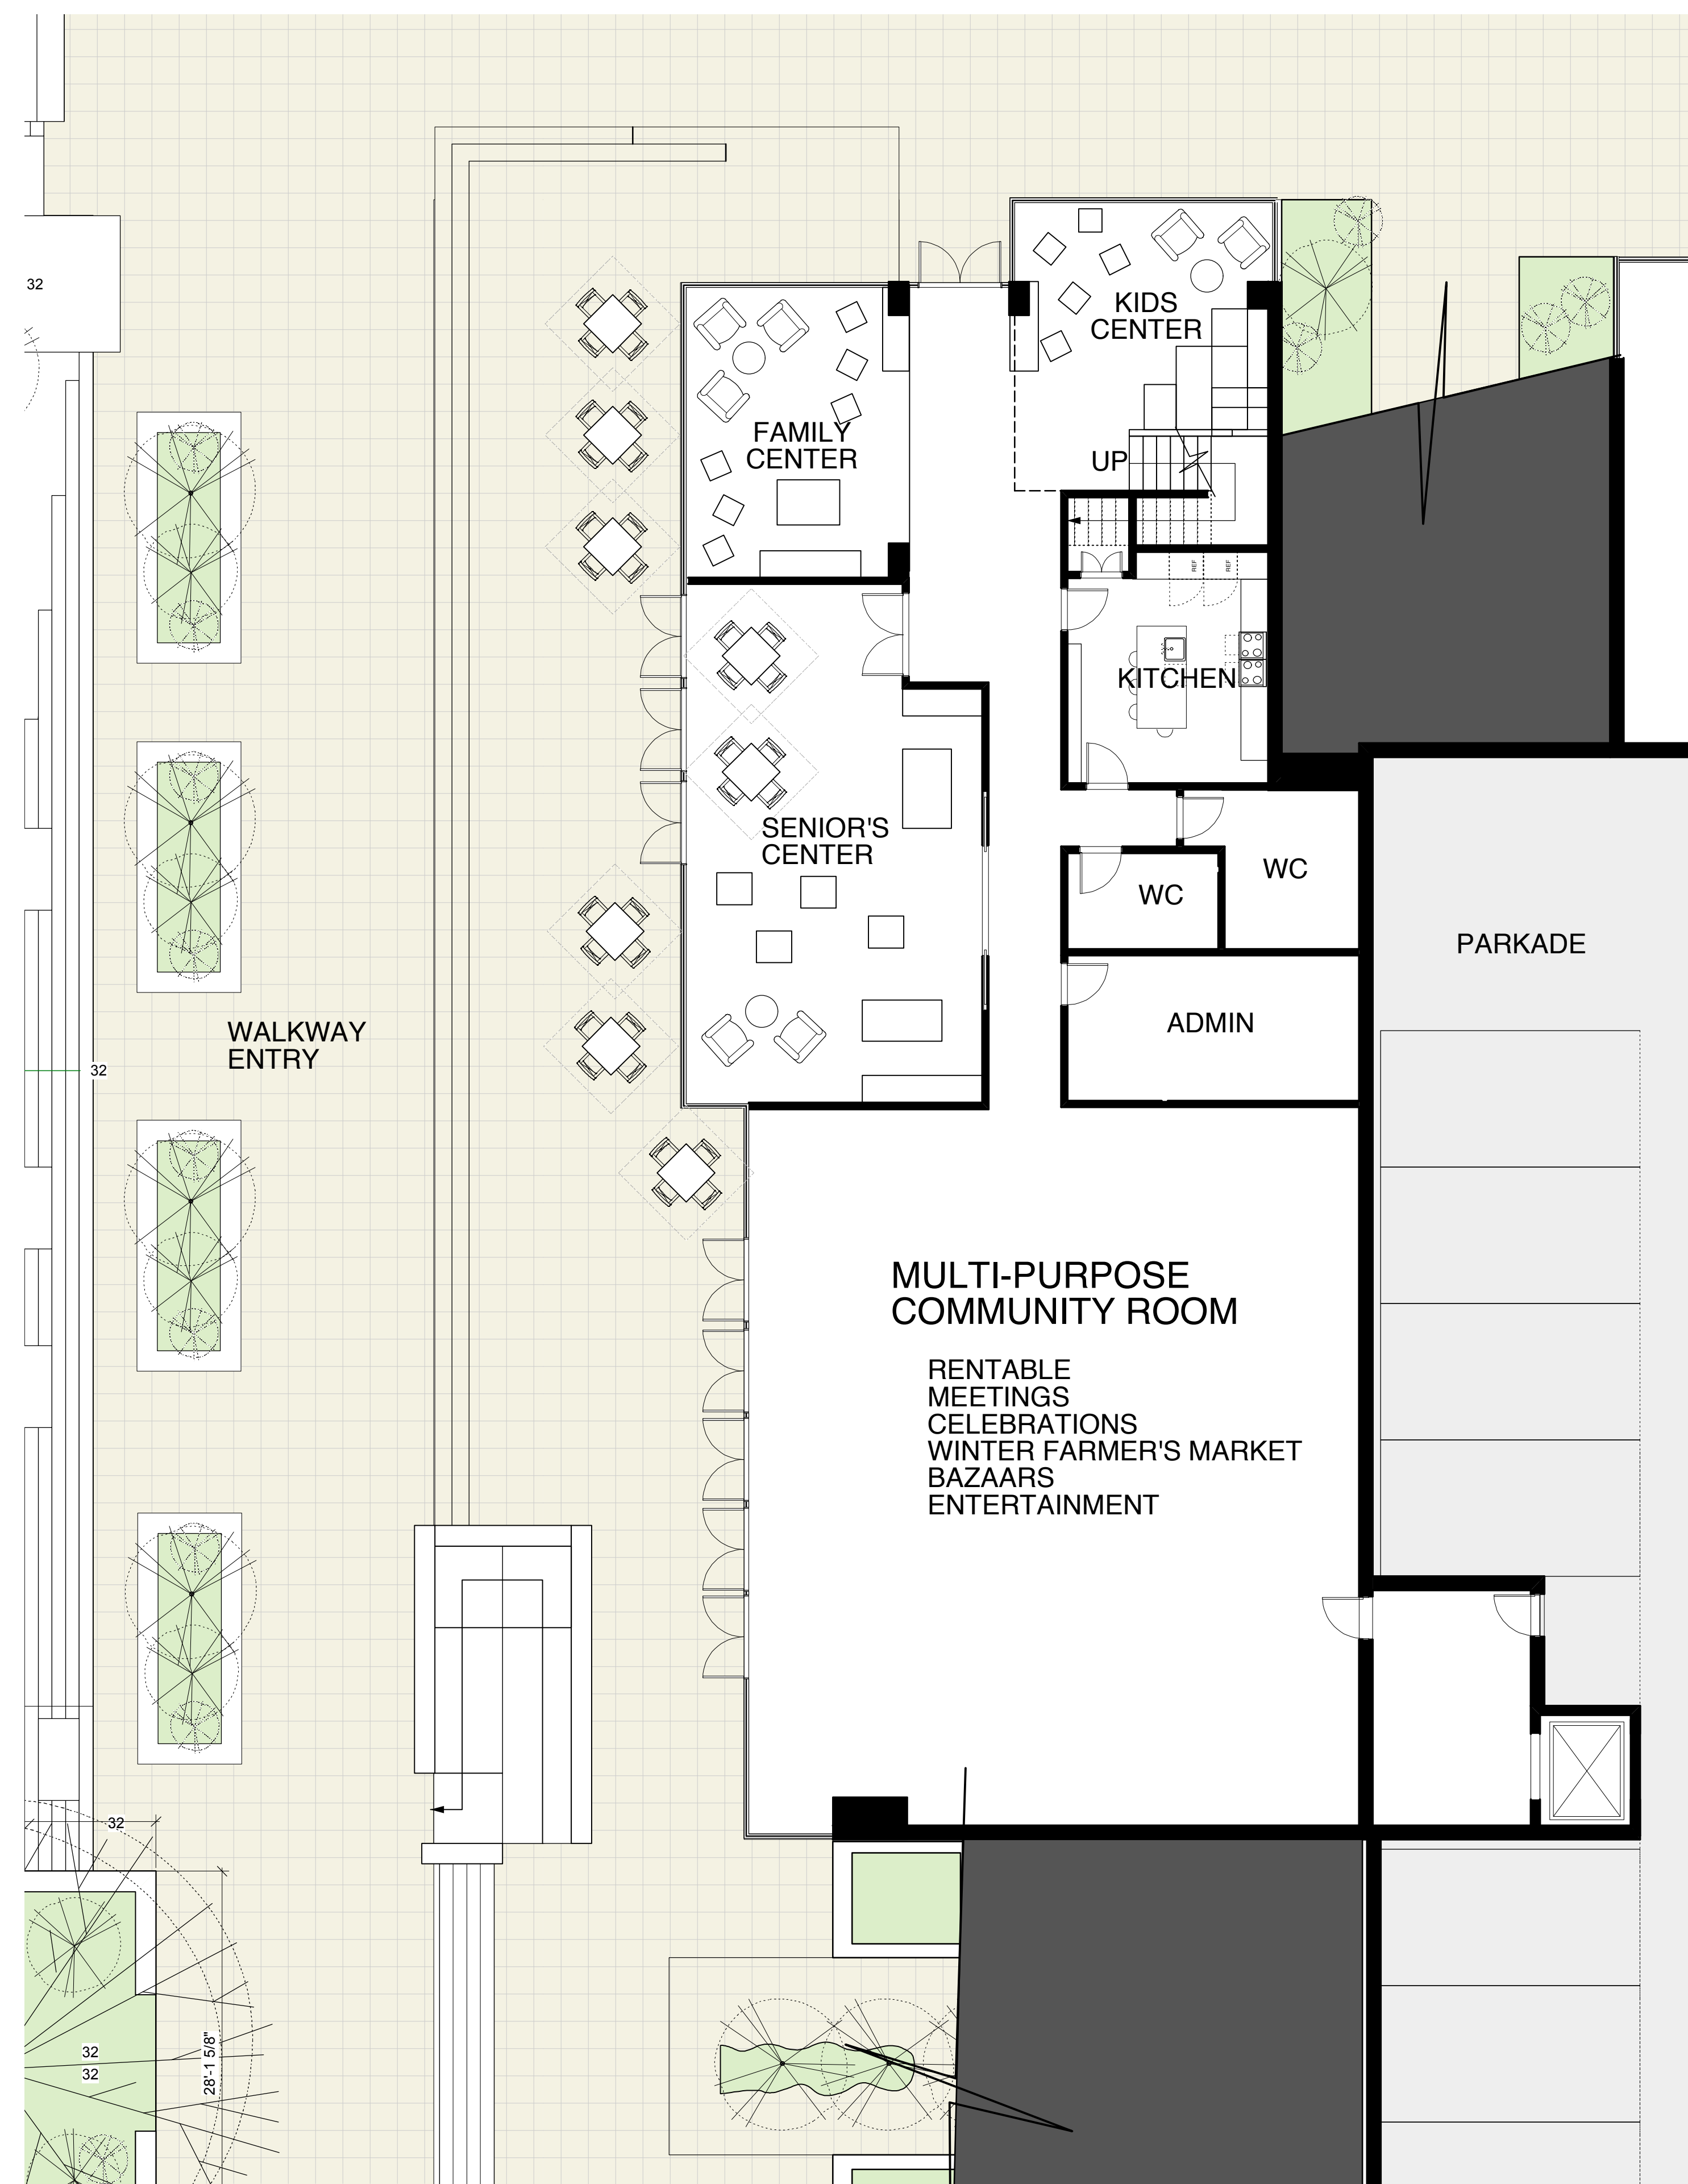 32
KIDS
CENTER
FAMILY
CENTER
UP
REF
REF
KITCHEN
SENIOR'S
CENTER
WC
WC
PARKADE
ADMIN
WALKWAY
ENTRY
32
MULTI-PURPOSE
COMMUNITY ROOM
RENTABLE
MEETINGS
CELEBRATIONS
WINTER FARMER'S MARKET
BAZAARS
ENTERTAINMENT
32
32
32
28'-1 5/8"